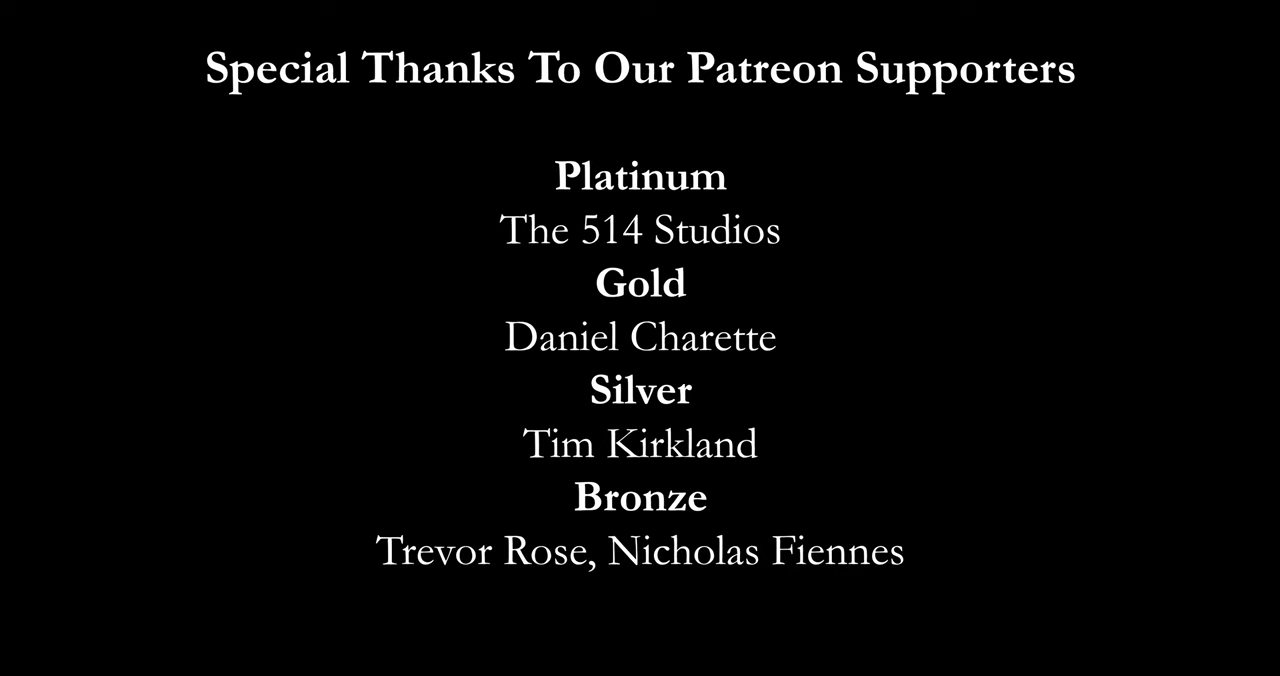 Special Thanks To Our Patreon Supporters
Platinum
The 514 Studios
Gold
Daniel Charette
Silver
Tim Kirkland
Bronze
Trevor Rose, Nicholas Fiennes